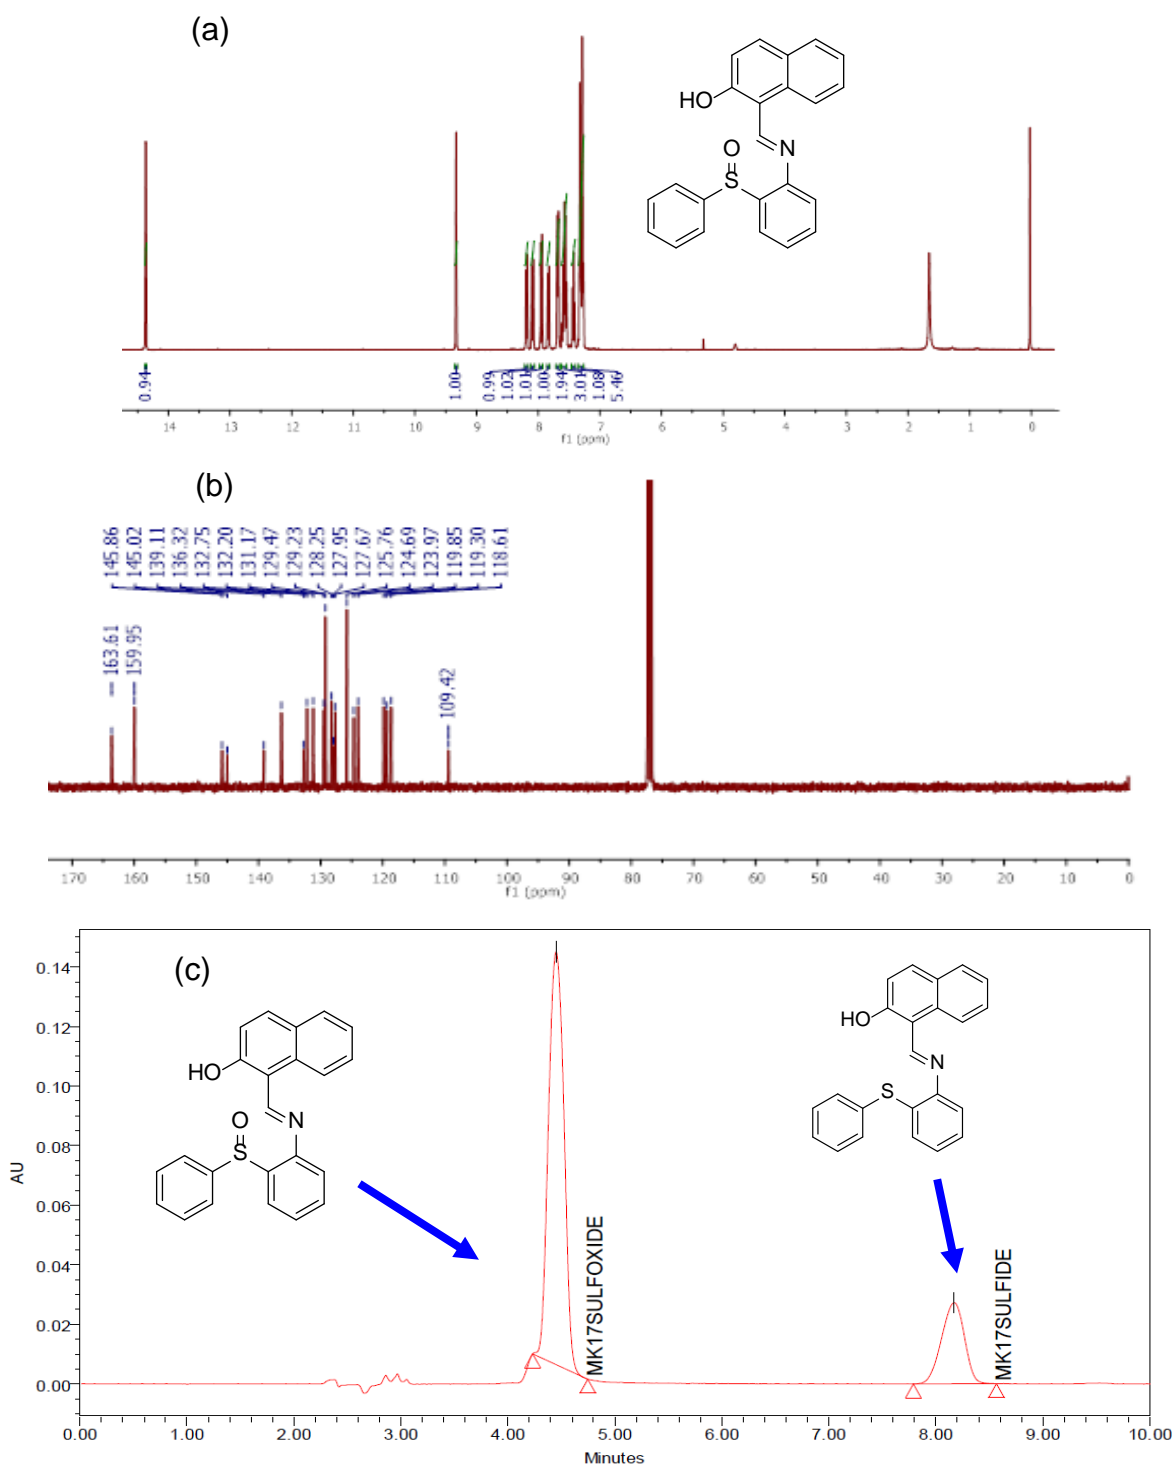 (a)
HO
N
O
S
0.94
1.00
0.99
1.02
1.01
1.00
1.94
3.01
1.08
5.46
14 13 12 11 10 9 8 7 6 5 4 3 2 1 0
f1 (ppm)
(b)
145.86
145.02
139.11
136.32
132.75
132.20
131.17
129.47
129.23
128.25
127.95
127.67
125.76
124.69
123.97
119.85
119.30
118.61
163.61
159.95
109.42
170 160 150 140 130 120 110 100 90 80 70 60 50 40 30 20 10 0
f1 (ppm)
(c)
0.14
0.12
0.10
0.08
0.06
0.04
0.02
0.00
AU
HO
N
O
S
HO
N
S
MK17SULFOXIDE
MK17SULFIDE
0.00 1.00 2.00 3.00 4.00 5.00 6.00 7.00 8.00 9.00 10.00
Minutes